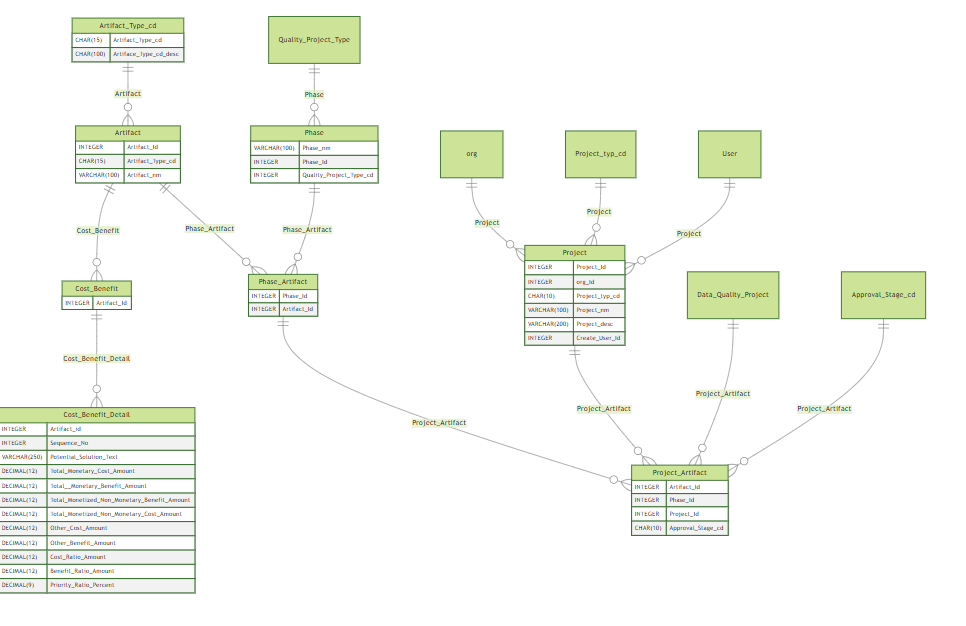 Artifact_Type_cd
CHAR(15) Artifact_Type_cd
CHAR(100) Artiface_Type_cd_desc
Quality_Project_Type
Artifact
Phase
Artifact
INTEGER Artifact_Id
CHAR(15) Artifact_Type_cd
VARCHAR(100) Artifact_nm
Phase
VARCHAR(100) Phase_nm
INTEGER Phase_Id
INTEGER Quality_Project_Type_cd
org
Project_typ_cd
User
Cost_Benefit
Phase_Artifact
Phase_Artifact
Project
Project
Project
Cost_Benefit
INTEGER Artifact_Id
Phase_Artifact
INTEGER Phase_Id
INTEGER Artifact_Id
Project
INTEGER Project_Id
INTEGER org_Id
CHAR(10) Project_typ_cd
VARCHAR(100) Project_nm
VARCHAR(200) Project_desc
INTEGER Create_User_Id
Data_Quality_Project
Approval_Stage_cd
Cost_Benefit_Detail
Project_Artifact
Project_Artifact
Project_Artifact
Project_Artifact
Cost_Benefit_Detail
INTEGER Artifact_id
INTEGER Sequence_No
VARCHAR(250) Potential_Solution_Text
DECIMAL(12) Total_Monetary_Cost_Amount
DECIMAL(12) Total__Monetary_Benefit_Amount
DECIMAL(12) Total_Monetized_Non_Monetary_Benefit_Amount
DECIMAL(12) Total_Monetized_Non_Monetary_Cost_Amount
DECIMAL(12) Other_Cost_Amount
DECIMAL(12) Other_Benefit_Amount
DECIMAL(12) Cost_Ratio_Amount
DECIMAL(12) Benefit_Ratio_Amount
DECIMAL(9) Priority_Ratio_Percent
Project_Artifact
INTEGER Artifact_Id
INTEGER Phase_Id
INTEGER Project_Id
CHAR(10) Approval_Stage_cd